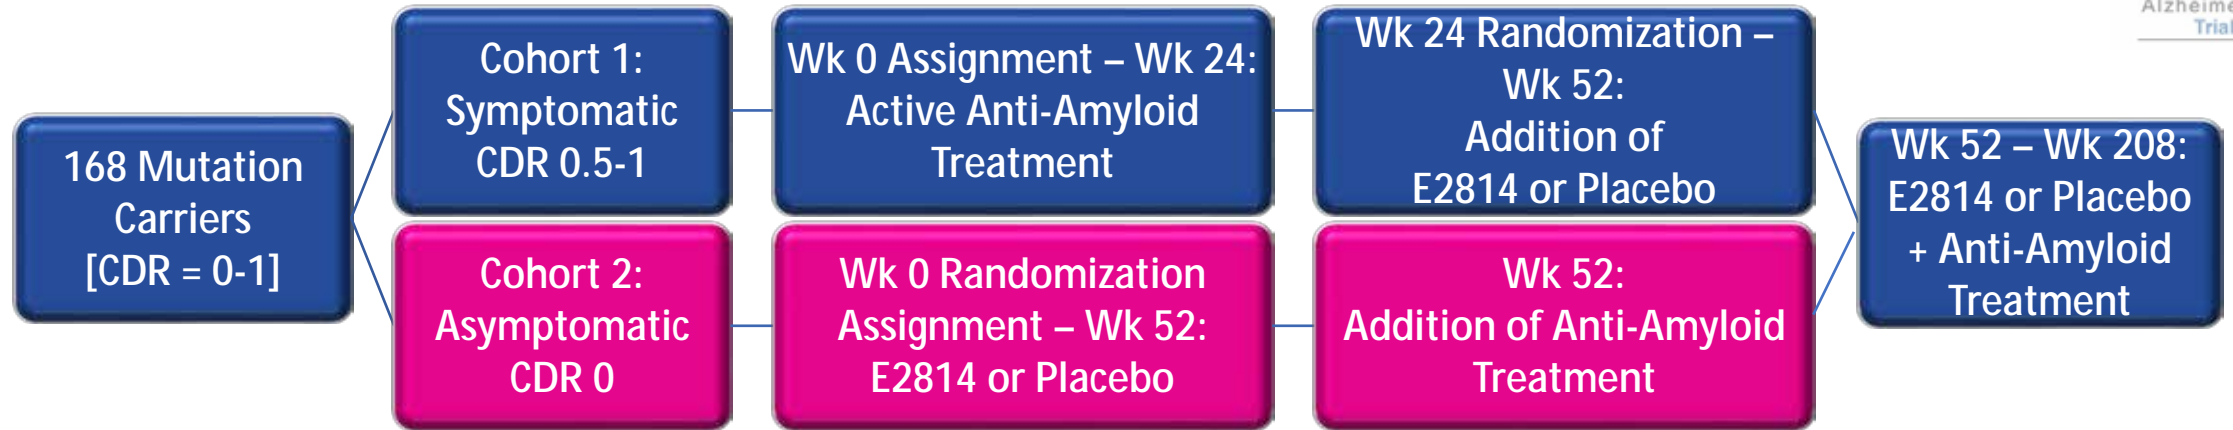 Alzheime
Trial
168 Mutation
Carriers
[CDR = 0-1]
Cohort 1:
Symptomatic
CDR 0.5-1
Wk 0 Assignment – Wk 24:
Active Anti-Amyloid
Treatment
Wk 24 Randomization –
Wk 52:
Addition of
E2814 or Placebo
Cohort 2:
Asymptomatic
CDR 0
Wk 0 Randomization
Assignment – Wk 52:
E2814 or Placebo
Wk 52:
Addition of Anti-Amyloid
Treatment
Wk 52 – Wk 208:
E2814 or Placebo
+ Anti-Amyloid
Treatment